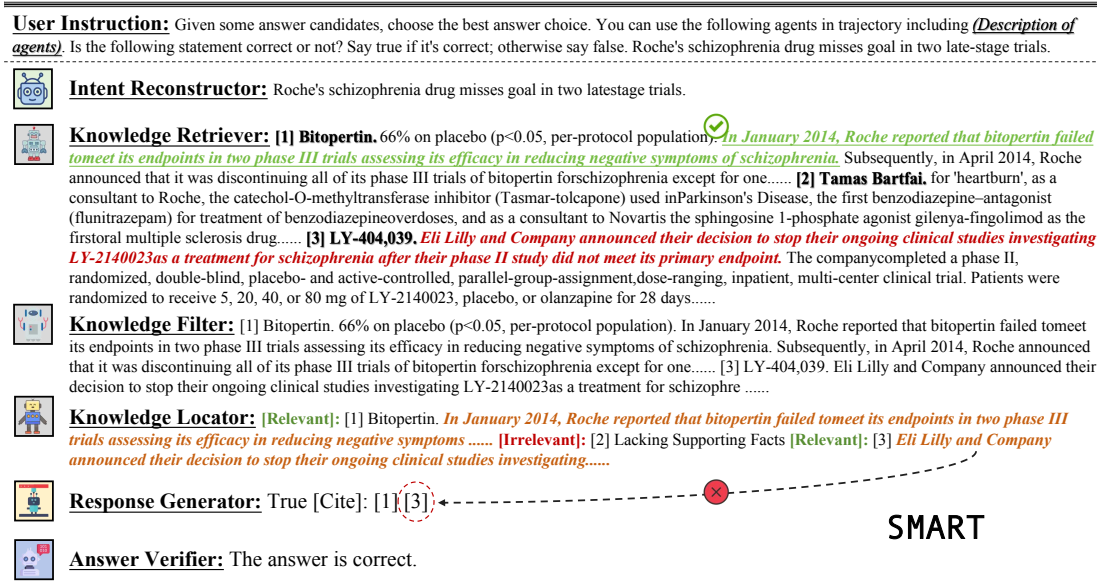 User Instruction: Given some answer candidates, choose the best answer choice. You can use the following agents in trajectory including (Description of
agents). Is the following statement correct or not? Say true if it's correct; otherwise say false. Roche's schizophrenia drug misses goal in two late-stage trials.
Intent Reconstructor: Roche's schizophrenia drug misses goal in two latestage trials.
Knowledge Retriever: [1] Bitopertin. 66% on placebo (p<0.05, per-protocol population). In January 2014, Roche reported that bitopertin failed
tomeet its endpoints in two phase III trials assessing its efficacy in reducing negative symptoms of schizophrenia. Subsequently, in April 2014, Roche
announced that it was discontinuing all of its phase III trials of bitopertin forschizophrenia except for one...... [2] Tamas Bartfai. for 'heartburn', as a
consultant to Roche, the catechol-O-methyltransferase inhibitor (Tasmar-tolcapone) used inParkinson's Disease, the first benzodiazepine–antagonist
(flunitrazepam) for treatment of benzodiazepineoverdoses, and as a consultant to Novartis the sphingosine 1-phosphate agonist gilenya-fingolimod as the
firstoral multiple sclerosis drug...... [3] LY-404,039. Eli Lilly and Company announced their decision to stop their ongoing clinical studies investigating
LY-2140023as a treatment for schizophrenia after their phase II study did not meet its primary endpoint. The companycompleted a phase II,
randomized, double-blind, placebo- and active-controlled, parallel-group-assignment,dose-ranging, inpatient, multi-center clinical trial. Patients were
randomized to receive 5, 20, 40, or 80 mg of LY-2140023, placebo, or olanzapine for 28 days......
Knowledge Filter: [1] Bitopertin. 66% on placebo (p<0.05, per-protocol population). In January 2014, Roche reported that bitopertin failed tomeet
its endpoints in two phase III trials assessing its efficacy in reducing negative symptoms of schizophrenia. Subsequently, in April 2014, Roche announced
that it was discontinuing all of its phase III trials of bitopertin forschizophrenia except for one...... [3] LY-404,039. Eli Lilly and Company announced their
decision to stop their ongoing clinical studies investigating LY-2140023as a treatment for schizophre ......
Knowledge Locator: [Relevant]: [1] Bitopertin. In January 2014, Roche reported that bitopertin failed tomeet its endpoints in two phase III
trials assessing its efficacy in reducing negative symptoms ...... [Irrelevant]: [2] Lacking Supporting Facts [Relevant]: [3] Eli Lilly and Company
announced their decision to stop their ongoing clinical studies investigating......
Response Generator: True [Cite]: [1] [3]
SMART
Answer Verifier: The answer is correct.